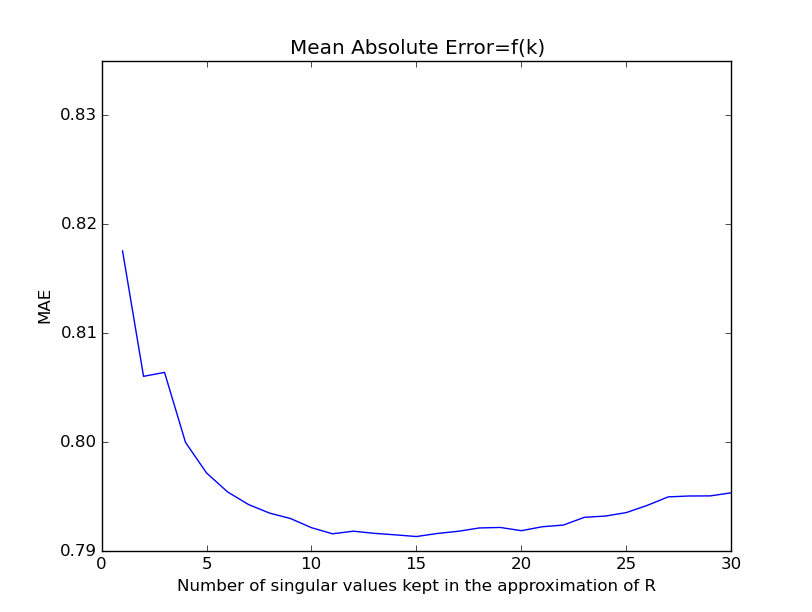 Mean Absolute Error=f(k)
0.83
0.82
0.81
0.80
0.79
MAE
0 5 10 15 20 25 30
Number of singular values kept in the approximation of R